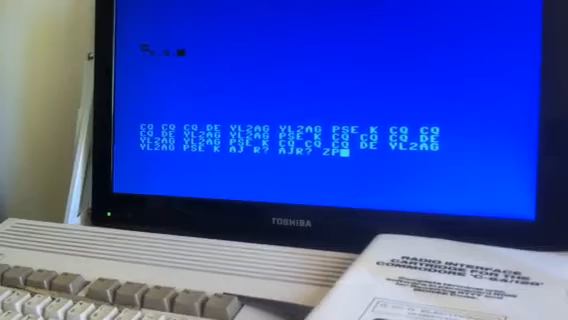 CQ CQ CQ DE YL2AG YL2AG PSE K CQ CQ
CQ DE YL2AG YL2AG PSE K CQ CQ CQ DE
YL2AG YL2AG PSE K CQ CQ CQ DE YL2AG
YL2AG PSE K AJ R? AJR? ZP
TOSHIBA
RADIO INTERFACE
CARTRIDGE FOR THE
COMMODORE C-64/128